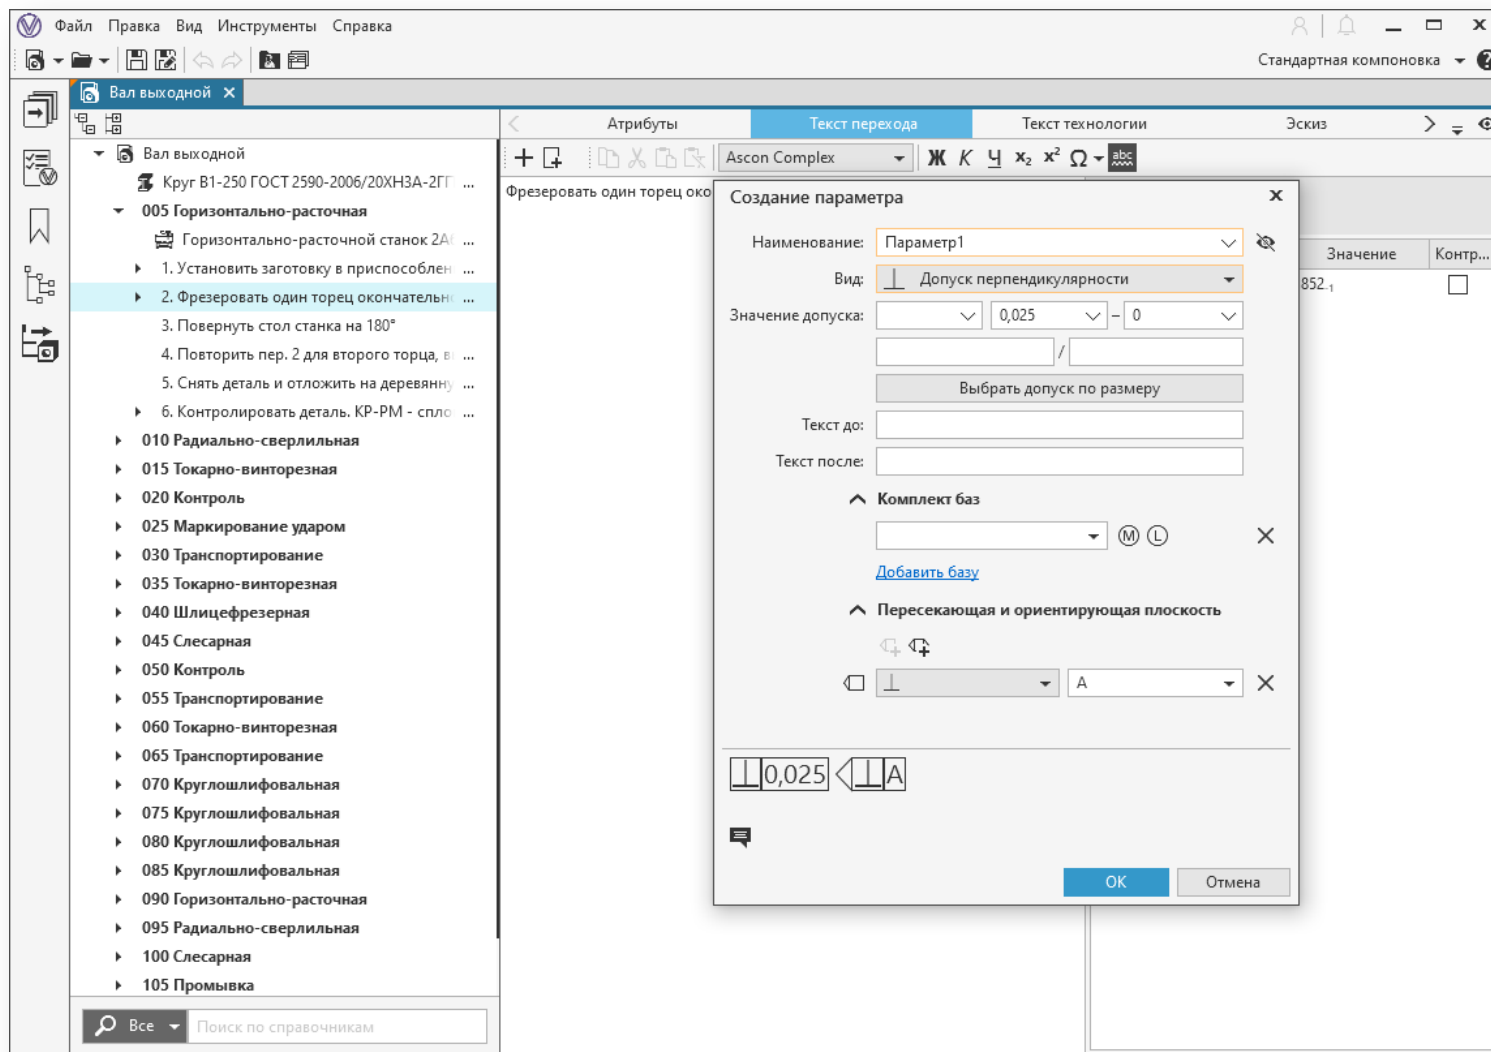 Файл Правка Вид Инструменты Справка
Стандартная компоновка
Вал выходной
Атрибуты Текст перехода Текст технологии Эскиз
Вал выходной
Круг В1-250 ГОСТ 2590-2006/20ХН3А-2ГП ...
005 Горизонтально-расточная
Горизонтально-расточной станок 2А ...
1. Установить заготовку в приспособлен ...
2. Фрезеровать один торец окончательн ...
3. Повернуть стол станка на 180°
4. Повторить пер. 2 для второго торца, в ...
5. Снять деталь и отложить на деревянну ...
6. Контролировать деталь. КР-РМ - спло ...
010 Радиально-сверлильная
015 Токарно-винторезная
020 Контроль
025 Маркирование ударом
030 Транспортирование
035 Токарно-винторезная
040 Шлицефрезерная
045 Слесарная
050 Контроль
055 Транспортирование
060 Токарно-винторезная
065 Транспортирование
070 Круглошлифовальная
075 Круглошлифовальная
080 Круглошлифовальная
085 Круглошлифовальная
090 Горизонтально-расточная
095 Радиально-сверлильная
100 Слесарная
105 Промывка
Все Поиск по справочникам
Ascon Complex Ж К Ч x₂ x² Ω abc
Фрезеровать один торец око
Значение Контр...
852₋₁
Создание параметра
Наименование: Параметр1
Вид: ⊥ Допуск перпендикулярности
Значение допуска: 0,025 – 0
/
Выбрать допуск по размеру
Текст до:
Текст после:
Комплект баз
M L
Добавить базу
Пересекающая и ориентирующая плоскость
⊥ A
⊥ 0,025 ⊥ A
ОК Отмена